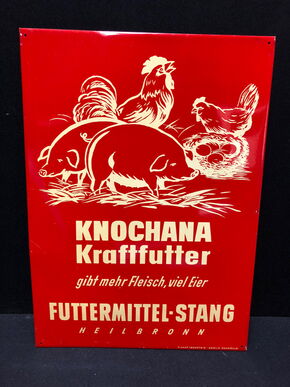 KNOCHANA
Kraftfutter
gibt mehr Fleisch, viel Eier
FUTTERMITTEL-STANG
HEILBRONN